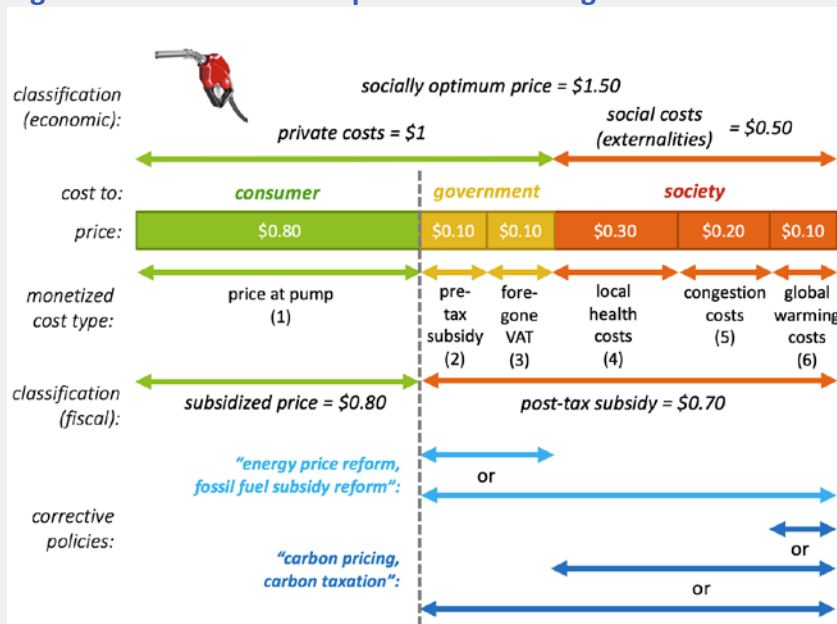 classification
(economic):
socially optimum price = $1.50
private costs = $1
social costs
(externalities)
= $0.50
cost to:
consumer
government
society
price:
$0.80
$0.10
$0.10
$0.30
$0.20
$0.10
monetized
cost type:
price at pump
(1)
pre-
tax
subsidy
(2)
fore-
gone
VAT
(3)
local
health
costs
(4)
congestion
costs
(5)
global
warming
costs
(6)
classification
(fiscal):
subsidized price = $0.80
post-tax subsidy = $0.70
corrective
policies:
"energy price reform,
fossil fuel subsidy reform":
or
"carbon pricing,
carbon taxation":
or
or